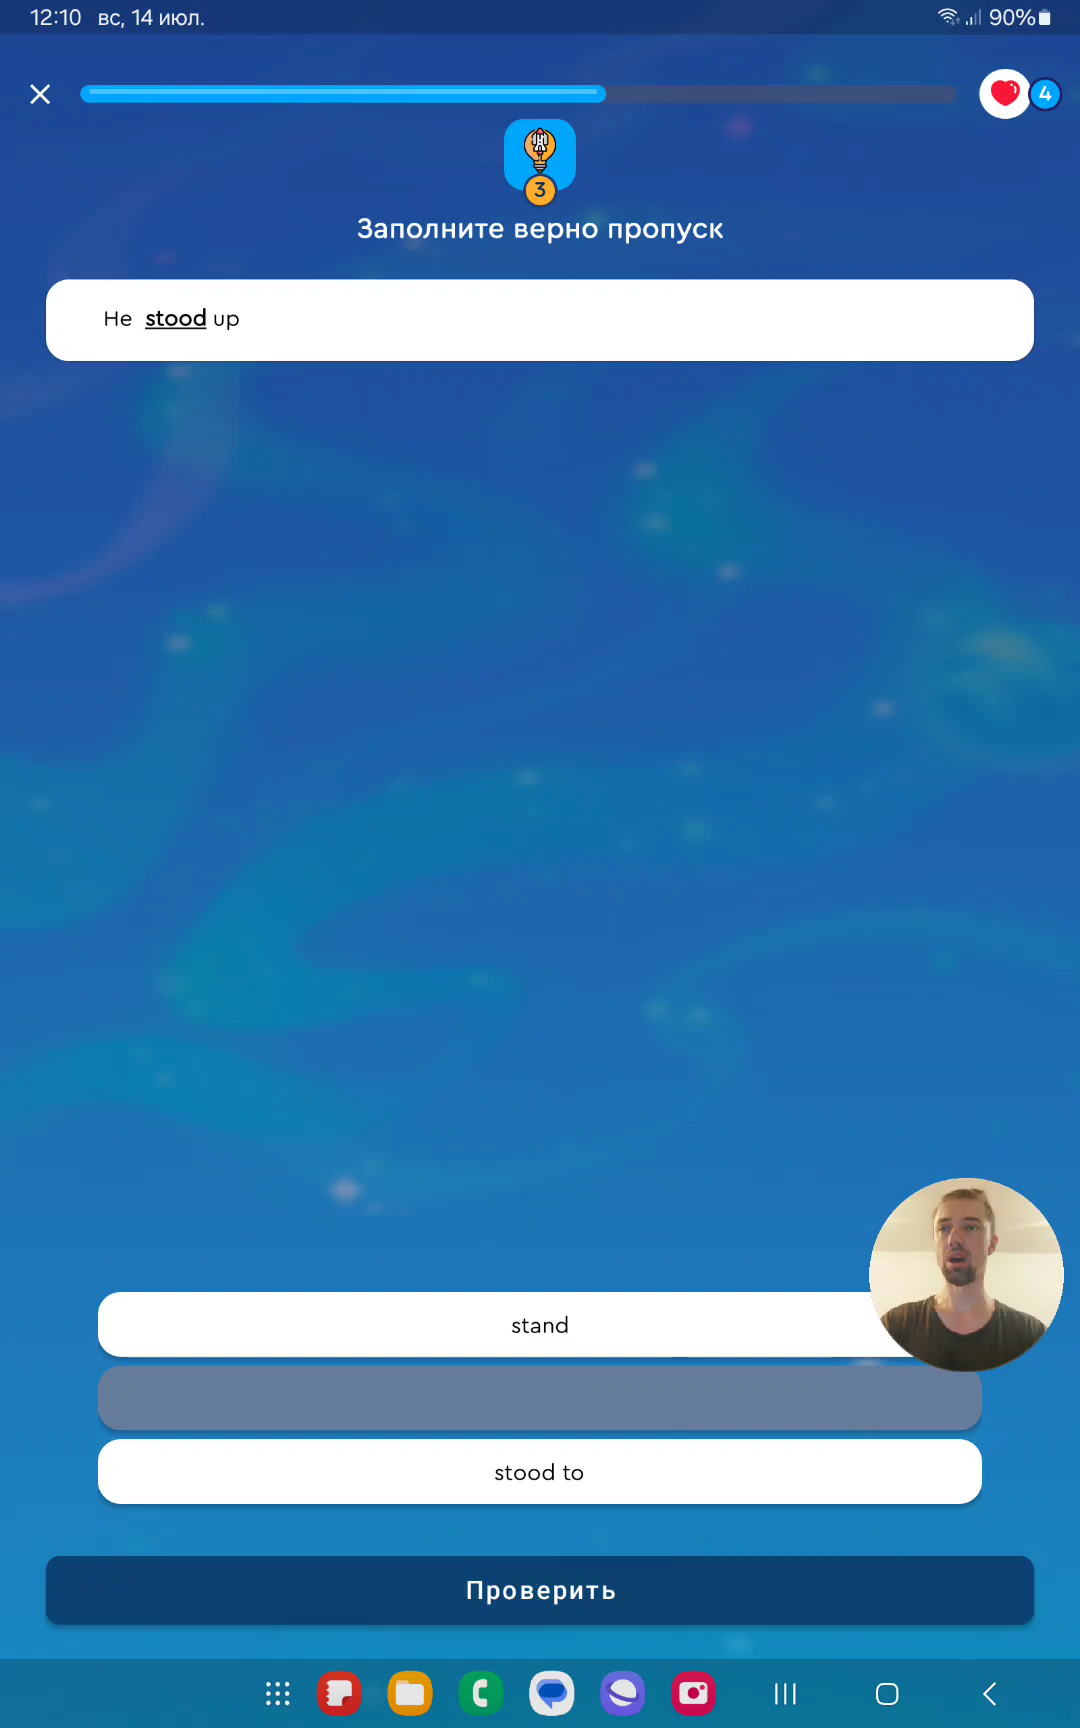 12:10 вс, 14 июл. 90%
4
3
Заполните верно пропуск
He stood up
stand
stood to
Проверить